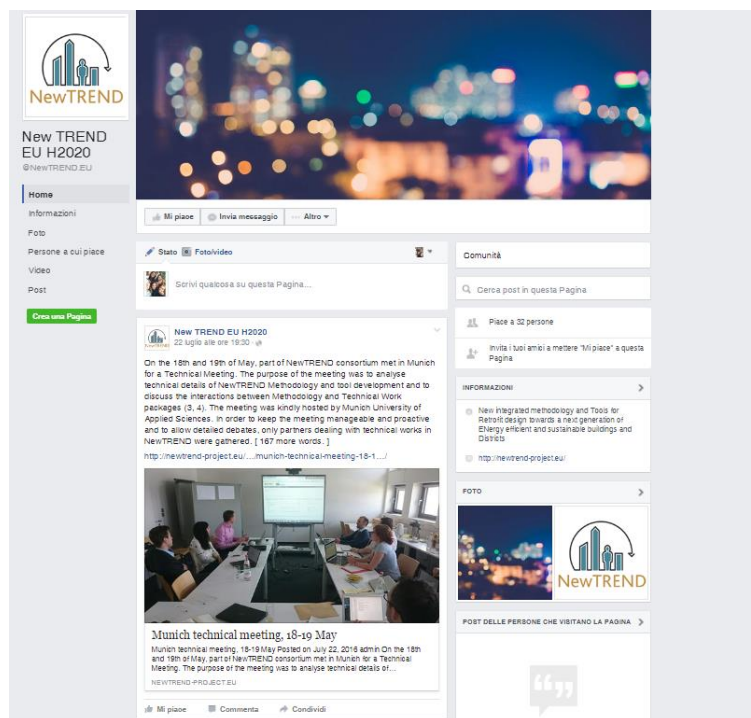 NewTREND
New TREND
EU H2020
@NewTREND.EU
Home
Informazioni
Foto
Persone a cui piace
Video
Post
Crea una Pagina
Mi piace
Invia messaggio
Altro
Stato
Foto/video
Scrivi qualcosa su questa Pagina...
New TREND EU H2020
22 luglio alle ore 19:30
On the 18th and 19th of May, part of NewTREND consortium met in Munich
for a Technical Meeting. The purpose of the meeting was to analyse
technical details of NewTREND Methodology and tool development and to
discuss the interactions between Methodology and Technical Work
packages (3, 4). The meeting was kindly hosted by Munich University of
Applied Sciences. In order to keep the meeting manageable and proactive
and to allow detailed debates, only partners dealing with technical works in
NewTREND were gathered. [ 167 more words. ]
http://newtrend-project.eu/...munich-technical-meeting-18-1.../
Munich technical meeting, 18-19 May
Munich technical meeting, 18-19 May Posted on July 22, 2016 admin On the 18th
and 19th of May, part of NewTREND consortium met in Munich for a Technical
Meeting. The purpose of the meeting was to analyse technical details of...
NEWTREND-PROJECT.EU
Mi piace
Commenta
Condividi
Comunità
Cerca post in questa Pagina
Piace a 32 persone
Invita i tuoi amici a mettere "Mi piace" a questa
Pagina
INFORMAZIONI
New integrated methodology and Tools for
Retrofit design towards a next generation of
ENergy efficient and sustainable buildings and
Districts
http://newtrend-project.eu/
FOTO
NewTREND
POST DELLE PERSONE CHE VISITANO LA PAGINA